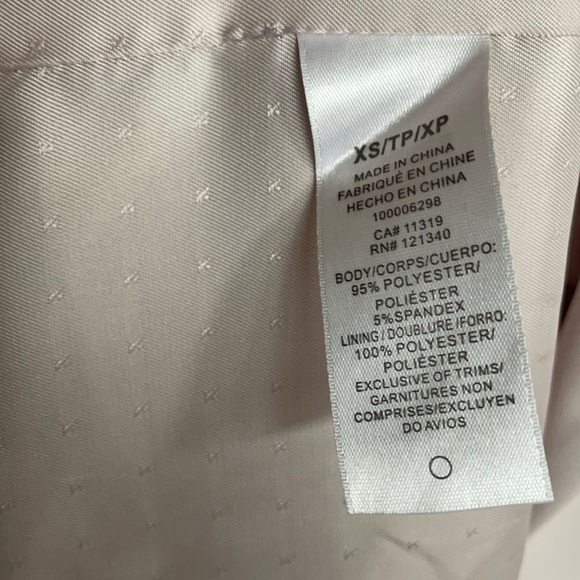 XS/TP/XP
MADE IN CHINA
FABRIQUÉ EN CHINE
HECHO EN CHINA
100006298
CA# 11319
RN# 121340
BODY/CORPS/CUERPO:
95% POLYESTER/
POLIÉSTER
5%SPANDEX
LINING/DOUBLURE/FORRO:
100% POLYESTER/
POLIÉSTER
EXCLUSIVE OF TRIMS/
GARNITURES NON
COMPRISES/EXCLUYEN
DO AVIOS